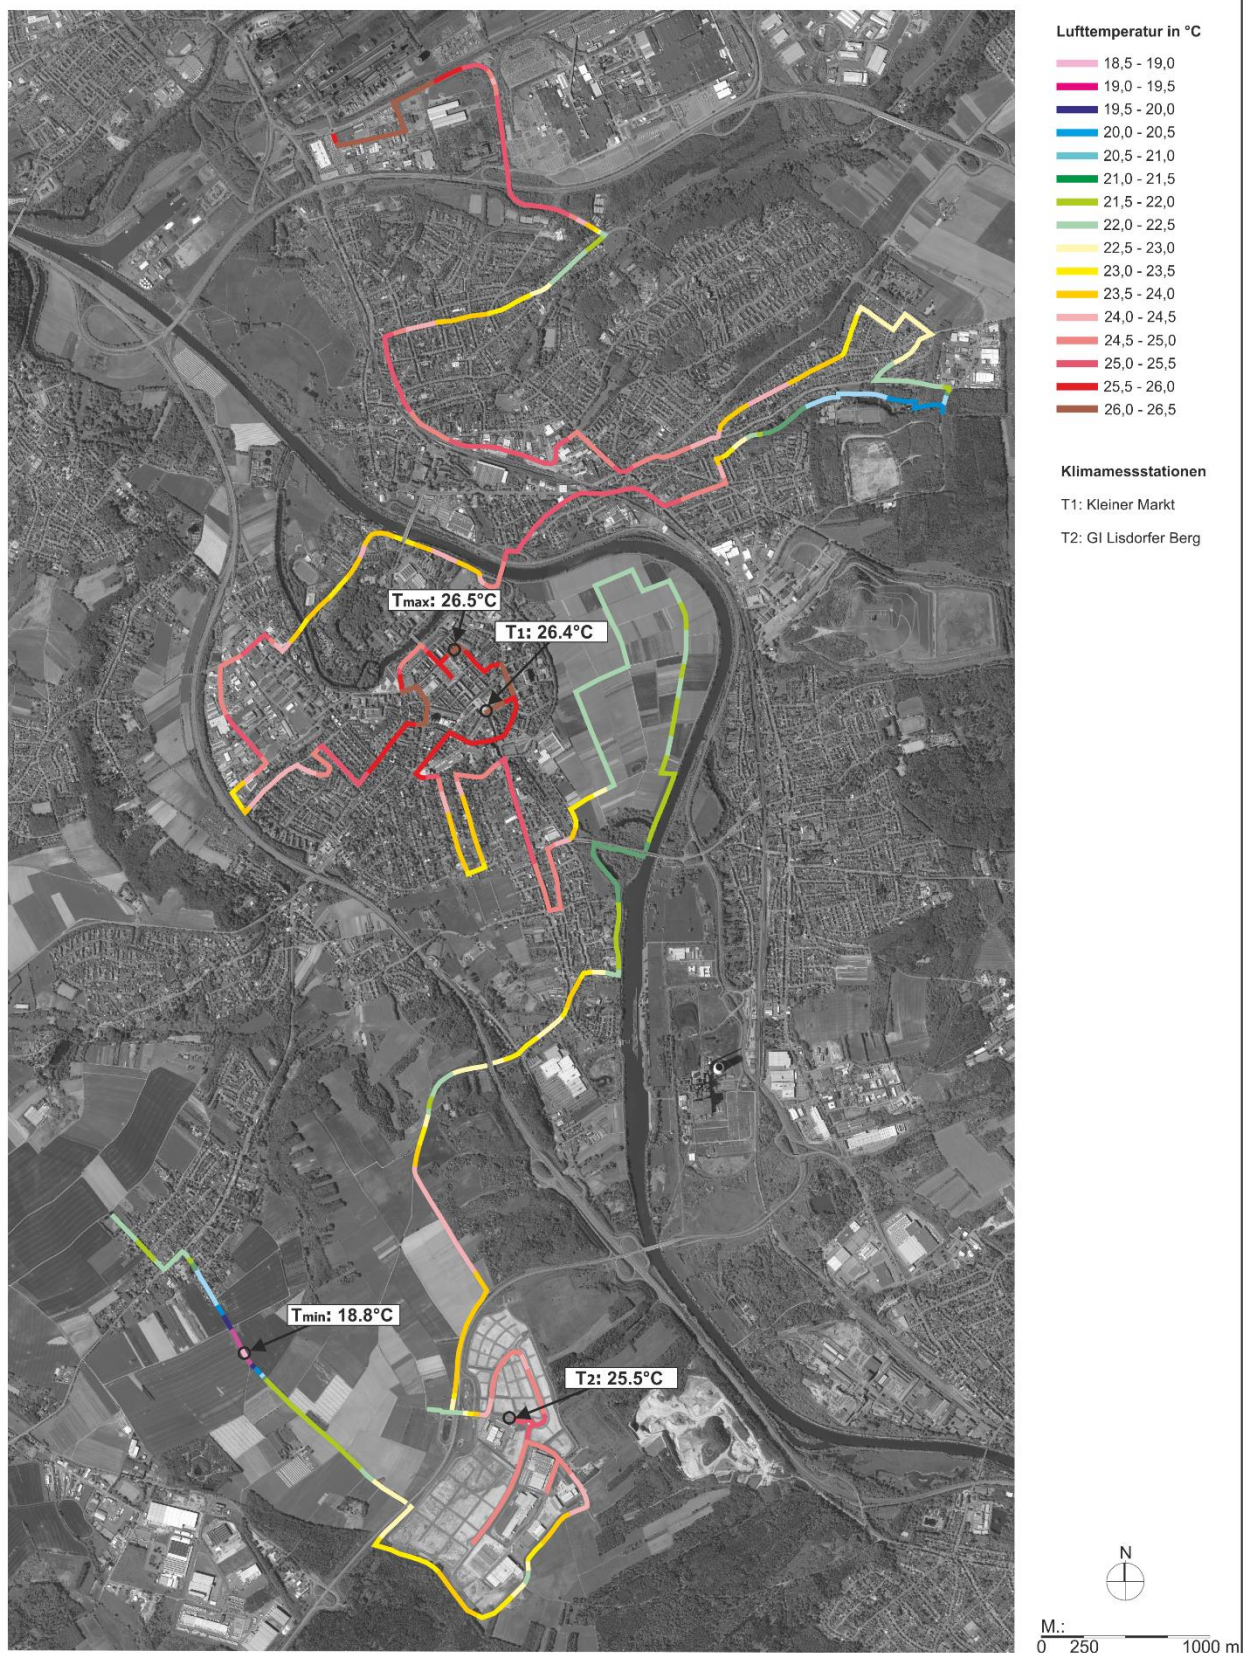 Lufttemperatur in °C
18,5 - 19,0
19,0 - 19,5
19,5 - 20,0
20,0 - 20,5
20,5 - 21,0
21,0 - 21,5
21,5 - 22,0
22,0 - 22,5
22,5 - 23,0
23,0 - 23,5
23,5 - 24,0
24,0 - 24,5
24,5 - 25,0
25,0 - 25,5
25,5 - 26,0
26,0 - 26,5
Klimamessstationen
T1: Kleiner Markt
T2: GI Lisdorfer Berg
Tmax: 26.5°C
T1: 26.4°C
Tmin: 18.8°C
T2: 25.5°C
N
M.:
0 250 1000 m